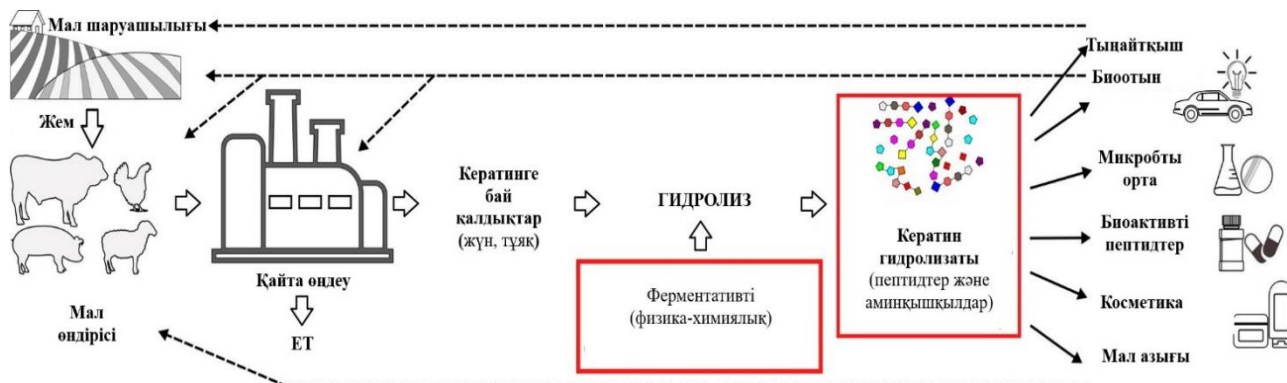 Мал шаруашылығы
Жем
Мал
өндірісі
Қайта өңдеу
ЕТ
Кератинге
бай
қалдықтар
(жүн, тұяқ)
ГИДРОЛИЗ
Ферментативті
(физика-химиялық)
Кератин
гидролизаты
(пептидтер және
аминқышқылдар)
Тыңайтқыш
Биоотын
Микробты
орта
Биоактивті
пептидтер
Косметика
Мал азығы